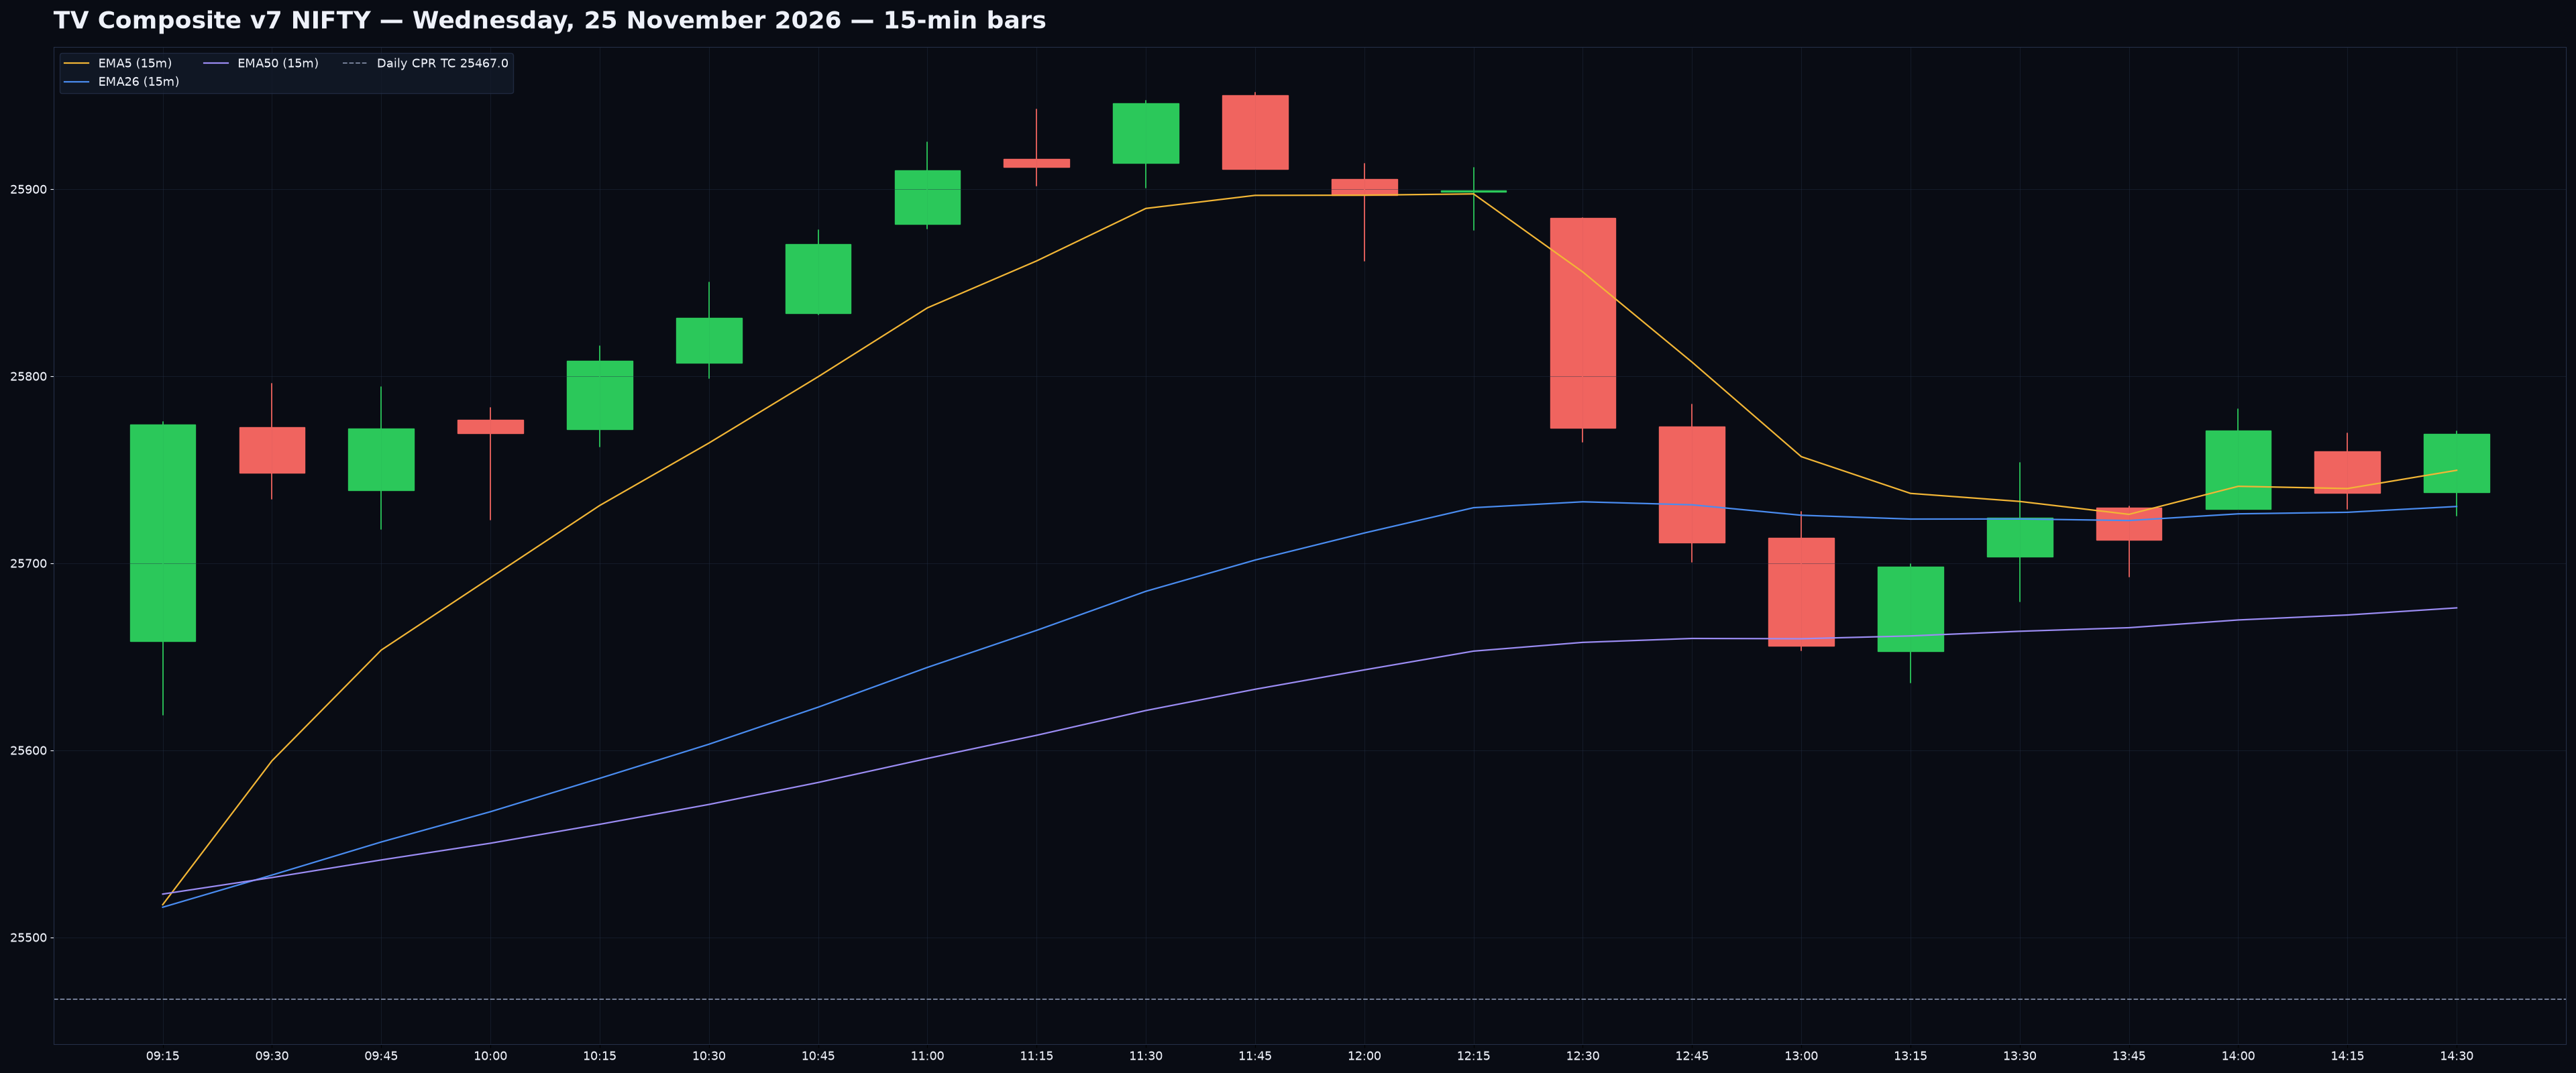 TV Composite v7 NIFTY — Wednesday, 25 November 2026 — 15-min bars
EMA5 (15m) EMA50 (15m) Daily CPR TC 25467.0
EMA26 (15m)
25900
25800
25700
25600
25500
09:15 09:30 09:45 10:00 10:15 10:30 10:45 11:00 11:15 11:30 11:45 12:00 12:15 12:30 12:45 13:00 13:15 13:30 13:45 14:00 14:15 14:30